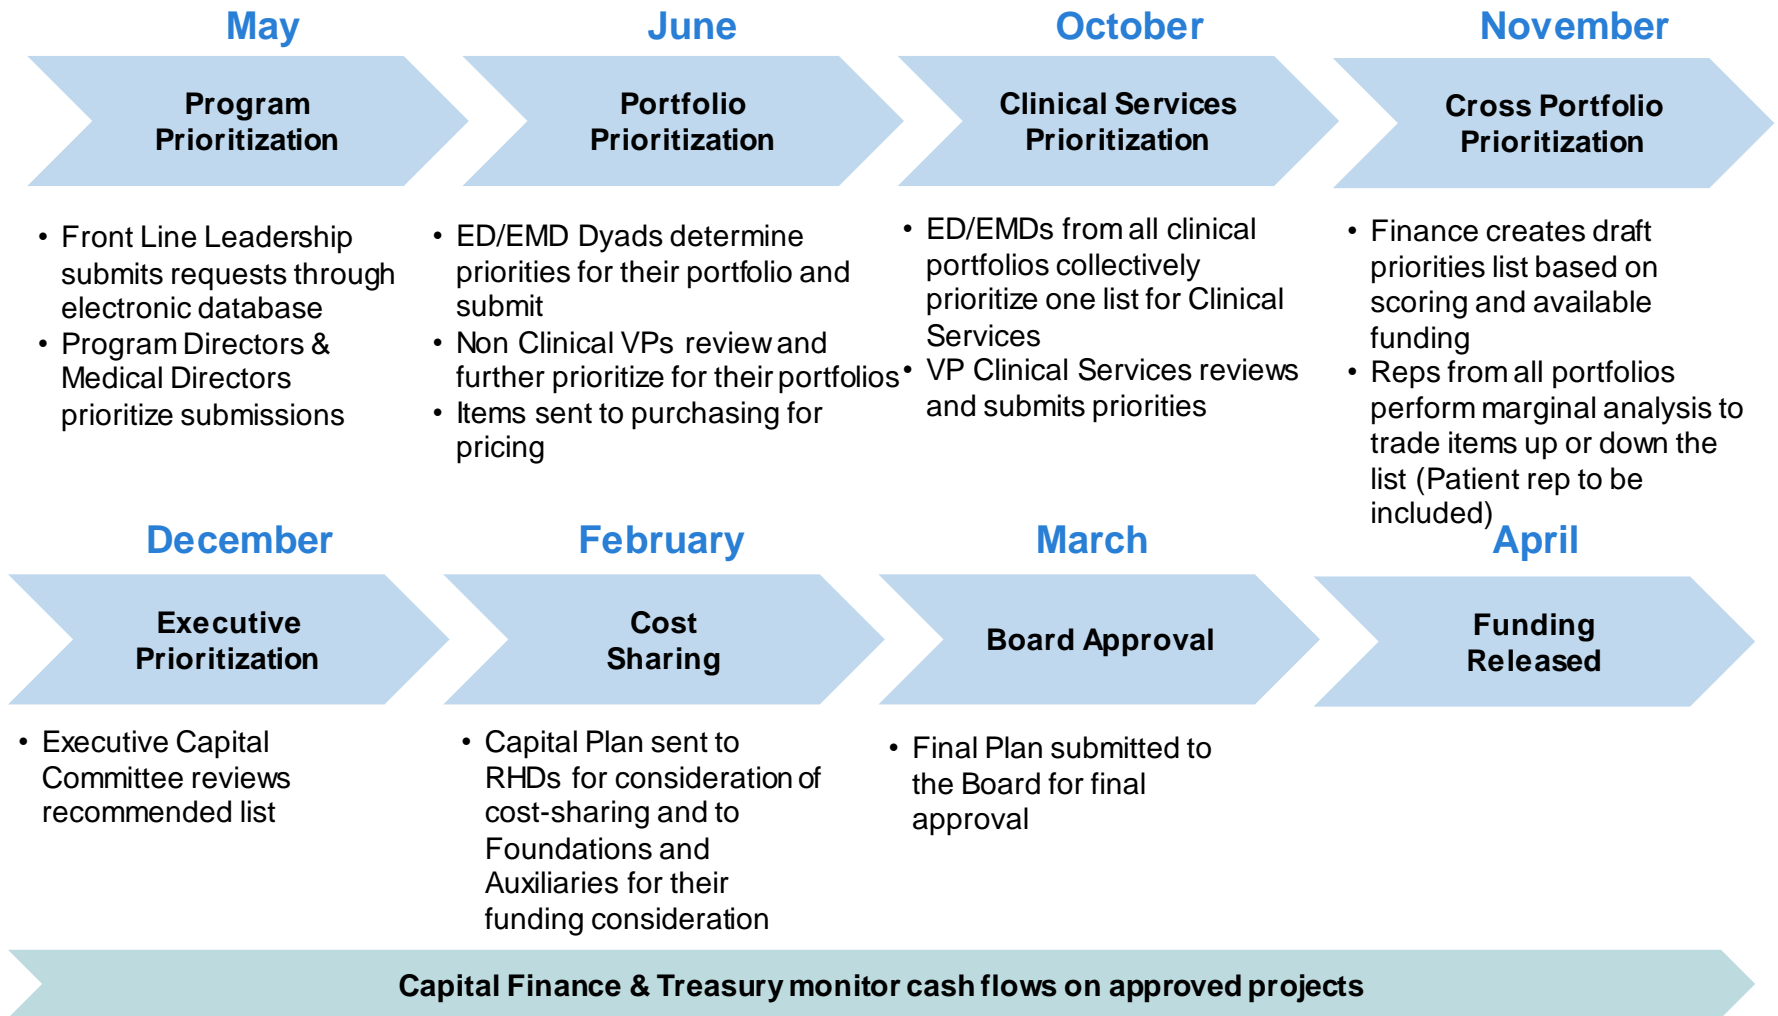 May
June
October
November
Program
Prioritization
Portfolio
Prioritization
Clinical Services
Prioritization
Cross Portfolio
Prioritization
• Front Line Leadership
submits requests through
electronic database
• Program Directors &
Medical Directors
prioritize submissions
• ED/EMD Dyads determine
priorities for their portfolio and
submit
• Non Clinical VPs review and
further prioritize for their portfolios
• Items sent to purchasing for
pricing
• ED/EMDs from all clinical
portfolios collectively
prioritize one list for Clinical
Services
• VP Clinical Services reviews
and submits priorities
• Finance creates draft
priorities list based on
scoring and available
funding
• Reps from all portfolios
perform marginal analysis to
trade items up or down the
list (Patient rep to be
included)
December
February
March
April
Executive
Prioritization
Cost
Sharing
Board Approval
Funding
Released
• Executive Capital
Committee reviews
recommended list
• Capital Plan sent to
RHDs for consideration of
cost-sharing and to
Foundations and
Auxiliaries for their
funding consideration
• Final Plan submitted to
the Board for final
approval
Capital Finance & Treasury monitor cash flows on approved projects